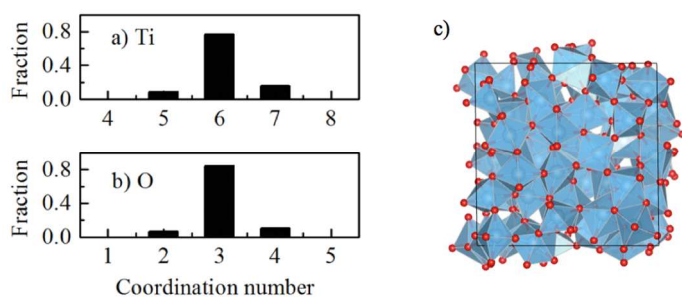 Fraction
0.8
0.4
0.0
a) Ti
4 5 6 7 8
Fraction
0.8
0.4
0.0
b) O
1 2 3 4 5
Coordination number
c)